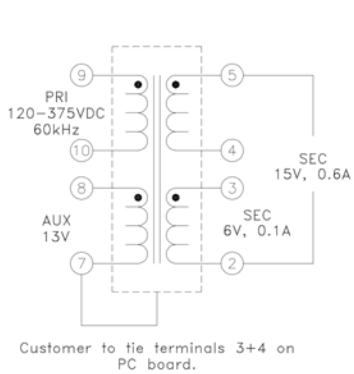 9
5
PRI
120-375VDC
60kHz
10
4
SEC
15V, 0.6A
8
3
AUX
13V
SEC
6V, 0.1A
7
2
Customer to tie terminals 3+4 on
PC board.